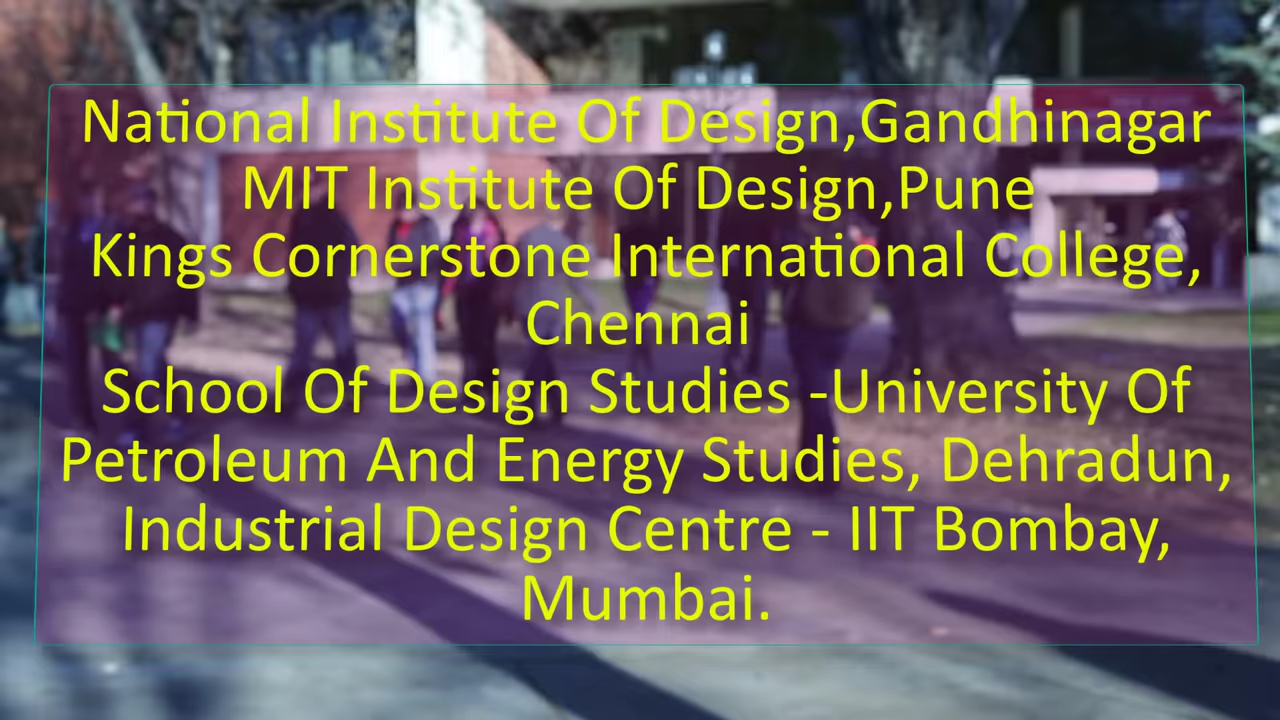 National Institute Of Design,Gandhinagar
MIT Institute Of Design,Pune
Kings Cornerstone International College,
Chennai
School Of Design Studies -University Of
Petroleum And Energy Studies, Dehradun,
Industrial Design Centre - IIT Bombay,
Mumbai.